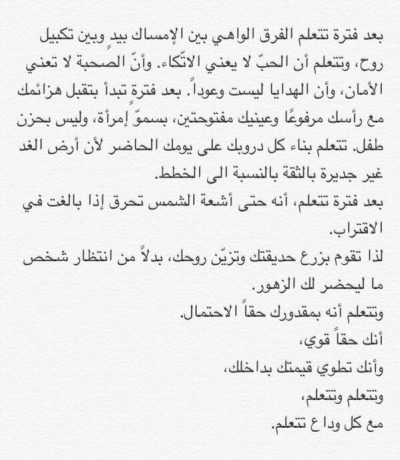 بعد فترة تتعلم الفرق الواهي بين الإمساك بيدٍ وبين تكبيل
روح، وتتعلم أن الحبّ لا يعني الاتّكاء. وأنّ الصحبة لا تعني
الأمان، وأن الهدايا ليست وعوداً. بعد فترةٍ تبدأ بتقبل هزائمك
مع رأسك مرفوعًا وعينيك مفتوحتين، بسموّ إمرأة، وليس بحزن
طفل. تتعلم بناء كل دروبك على يومك الحاضر لأن أرض الغد
غير جديرة بالثقة بالنسبة الى الخطط.
بعد فترة تتعلم، أنه حتى أشعة الشمس تحرق إذا بالغت في
الاقتراب.
لذا تقوم بزرع حديقتك وتزيّن روحك، بدلاً من انتظار شخص
ما ليحضر لك الزهور.
وتتعلم أنه بمقدورك حقاً الاحتمال.
أنك حقاً قوي،
وأنك تطوي قيمتك بداخلك،
وتتعلم وتتعلم،
مع كل وداع تتعلم.